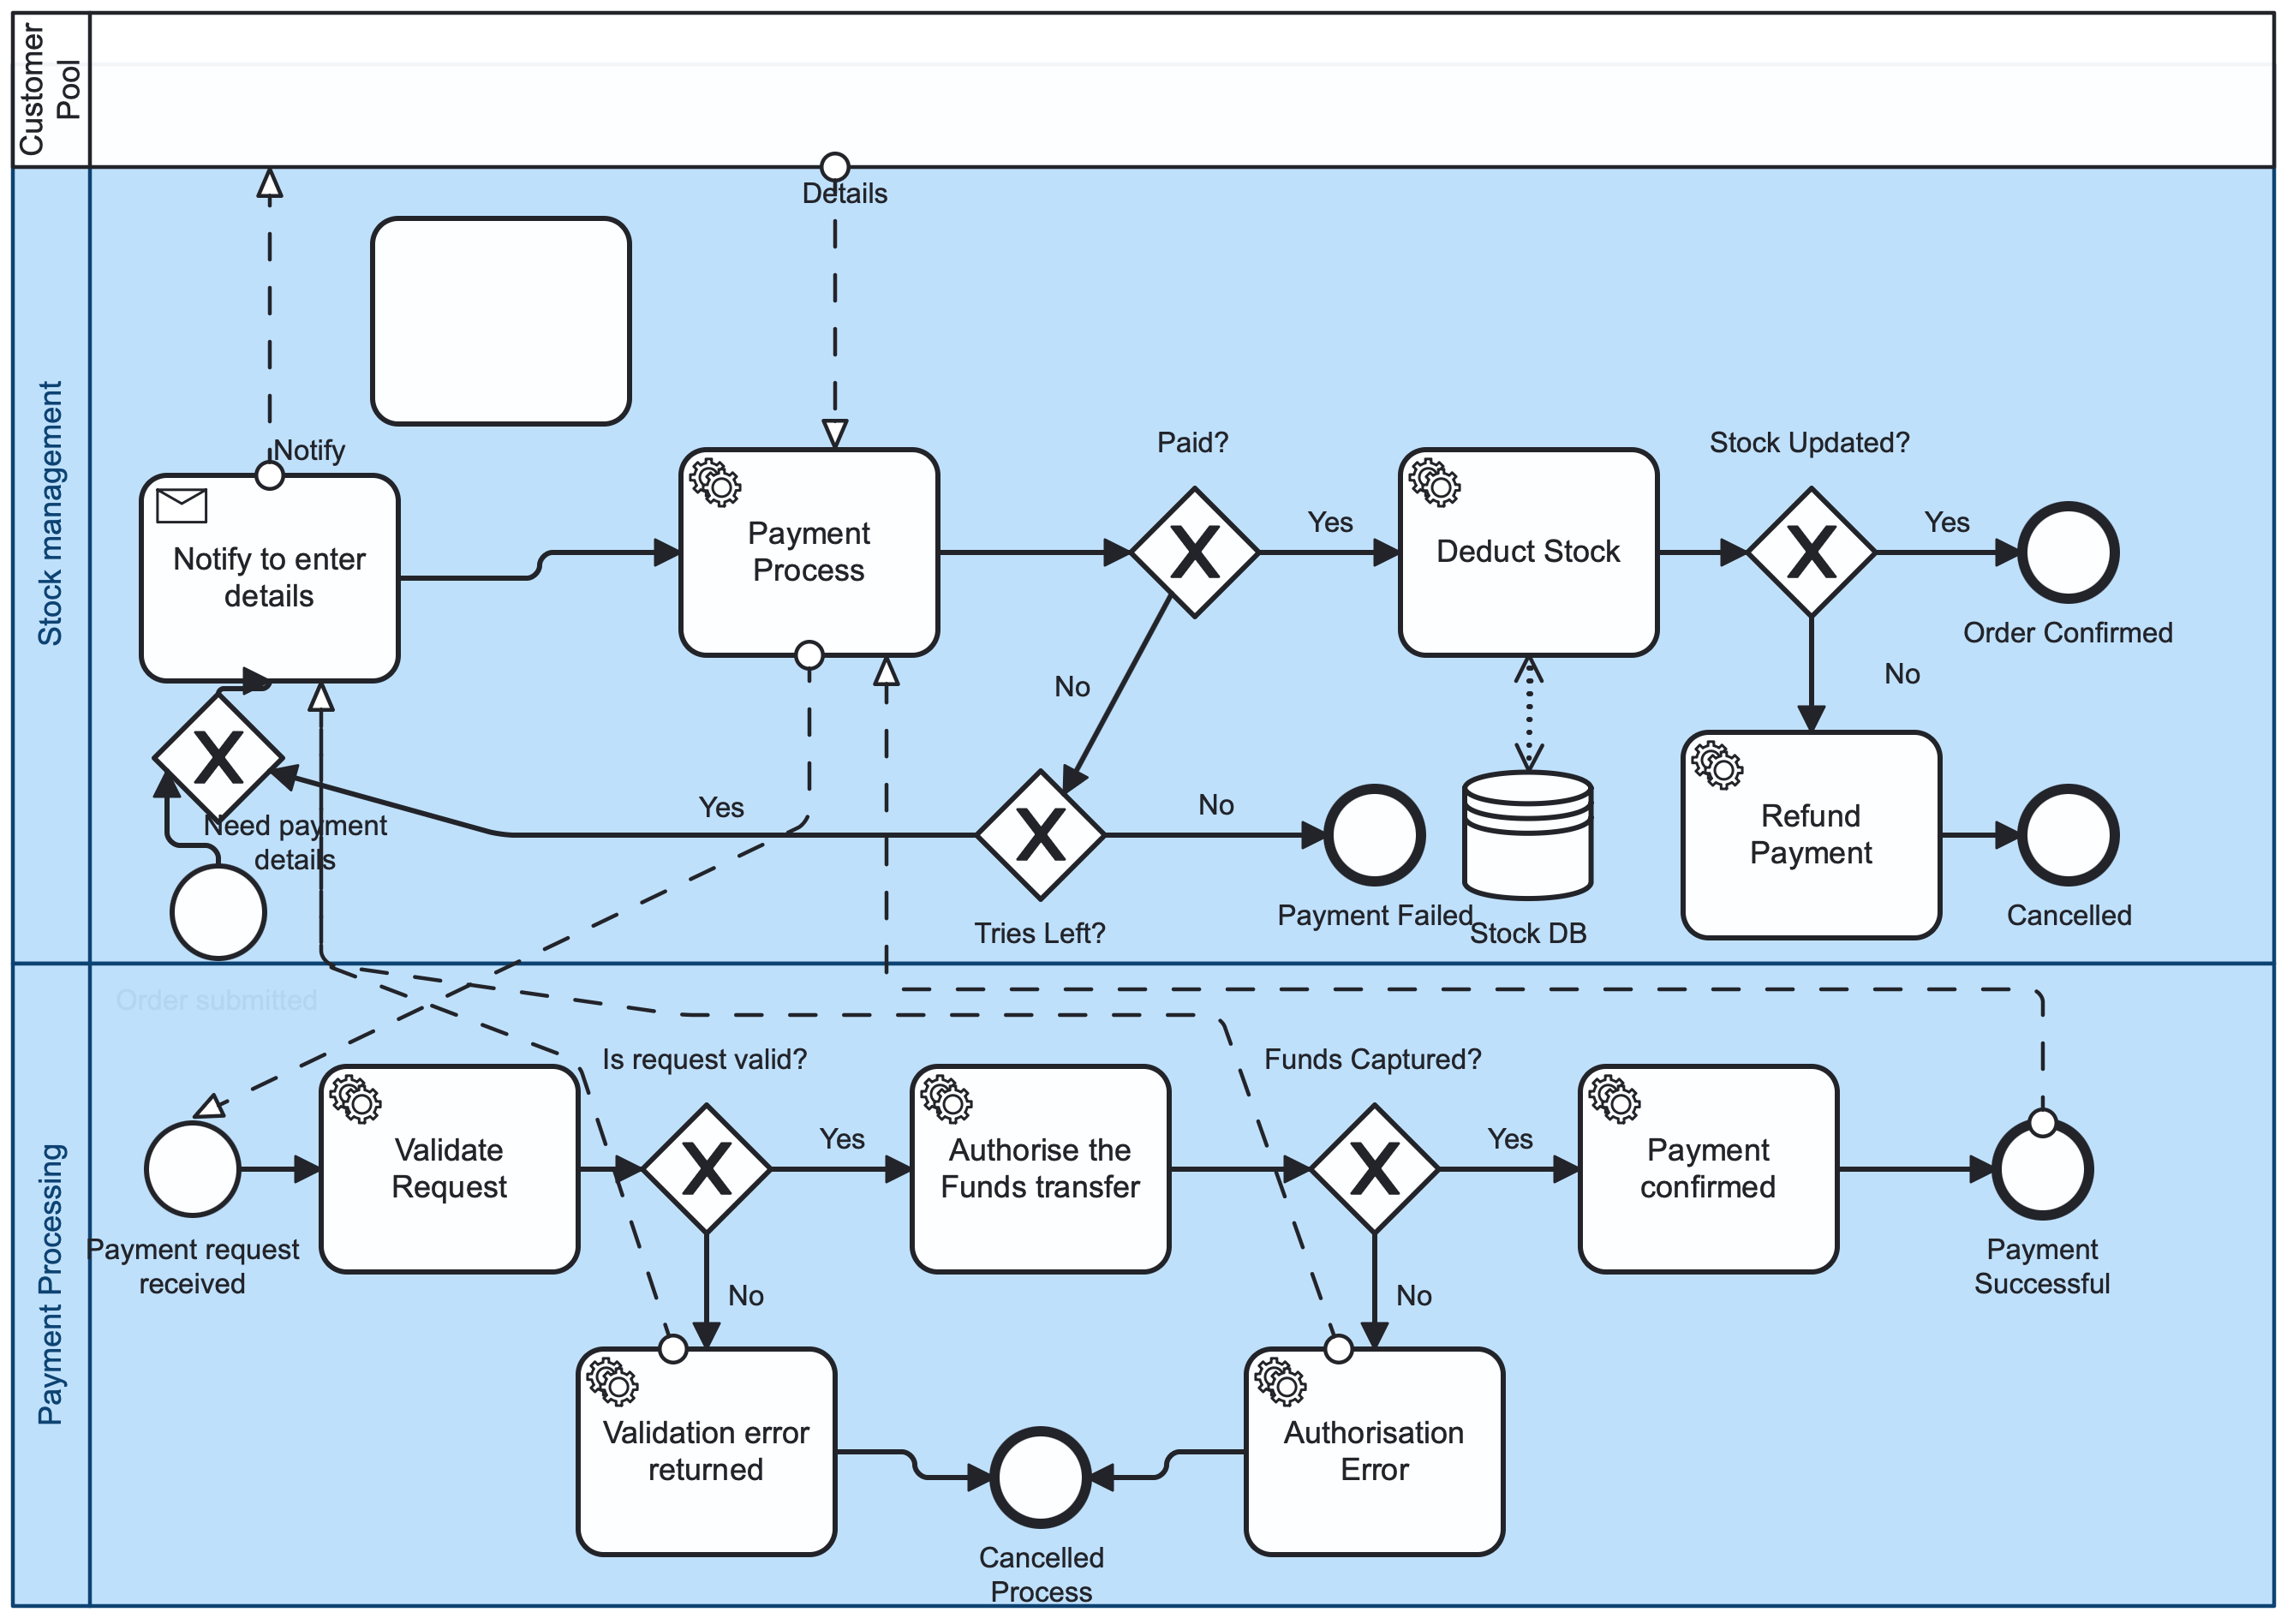 Customer
Pool
Details
Stock management
Notify
Notify to enter
details
Payment
Process
Paid?
Yes
Deduct Stock
Stock Updated?
Yes
Order Confirmed
No
No
Need payment
details
Yes
Tries Left?
No
Payment Failed
Stock DB
Refund
Payment
Cancelled
Order submitted
Payment Processing
Payment request
received
Validate
Request
Is request valid?
Yes
Authorise the
Funds transfer
Funds Captured?
Yes
Payment
confirmed
Payment
Successful
No
No
Validation error
returned
Cancelled
Process
Authorisation
Error